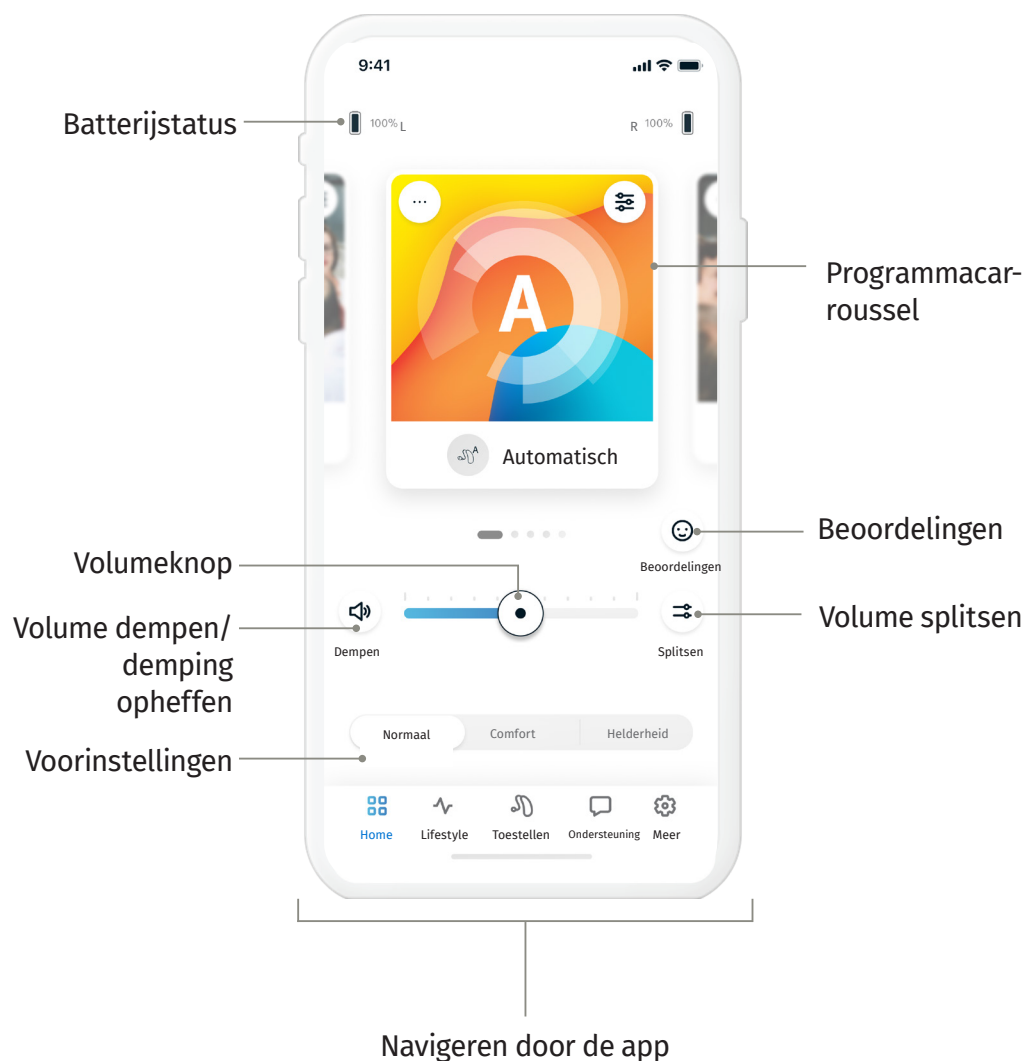 9:41
Batterijstatus
100% L
R 100%
...
A
Programmacar-
roussel
A
Automatisch
Beoordelingen
Beoordelingen
Volumeknop
Volume dempen/
demping
opheffen
Dempen
Volume splitsen
Splitsen
Normaal
Comfort
Helderheid
Voorinstellingen
Home
Lifestyle
Toestellen
Ondersteuning
Meer
Navigeren door de app